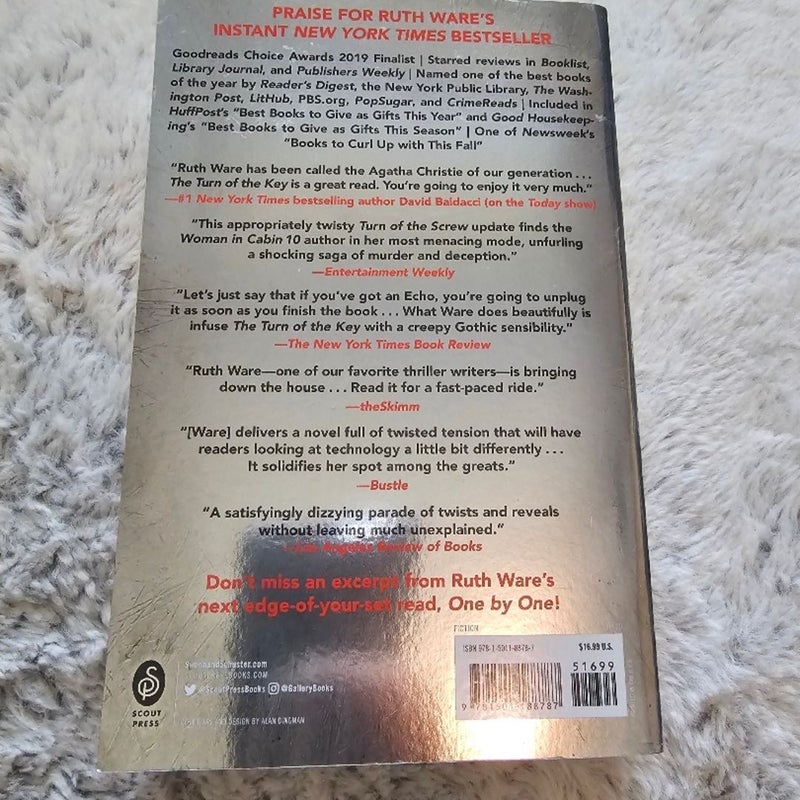 PRAISE FOR RUTH WARE'S
INSTANT NEW YORK TIMES BESTSELLER
Goodreads Choice Awards 2019 Finalist | Starred reviews in Booklist,
Library Journal, and Publishers Weekly | Named one of the best books
of the year by Reader's Digest, the New York Public Library, The Wash-
ington Post, LitHub, PBS.org, PopSugar, and CrimeReads | Included in
HuffPost's "Best Books to Give as Gifts This Year" and Good Housekeep-
ing's "Best Books to Give as Gifts This Season" | One of Newsweek's
"Books to Curl Up with This Fall"
"Ruth Ware has been called the Agatha Christie of our generation . . .
The Turn of the Key is a great read. You're going to enjoy it very much."
—#1 New York Times bestselling author David Baldacci (on the Today show)
"This appropriately twisty Turn of the Screw update finds the
Woman in Cabin 10 author in her most menacing mode, unfurling
a shocking saga of murder and deception."
—Entertainment Weekly
"Let's just say that if you've got an Echo, you're going to unplug
it as soon as you finish the book . . . What Ware does beautifully is
infuse The Turn of the Key with a creepy Gothic sensibility."
—The New York Times Book Review
"Ruth Ware—one of our favorite thriller writers—is bringing
down the house . . . Read it for a fast-paced ride."
—theSkimm
"[Ware] delivers a novel full of twisted tension that will have
readers looking at technology a little bit differently . . .
It solidifies her spot among the greats."
—Bustle
"A satisfyingly dizzying parade of twists and reveals
without leaving much unexplained."
—Los Angeles Review of Books
Don't miss an excerpt from Ruth Ware's
next edge-of-your-set read, One by One!
FICTION
ISBN 978-1-5011-8878-7
$16.99 U.S.
51699
9 781501 188787
SCOUT
PRESS
SimonandSchuster.com
@ScoutPressBooks @GalleryBooks
AND DESIGN BY ALAN DINGMAN